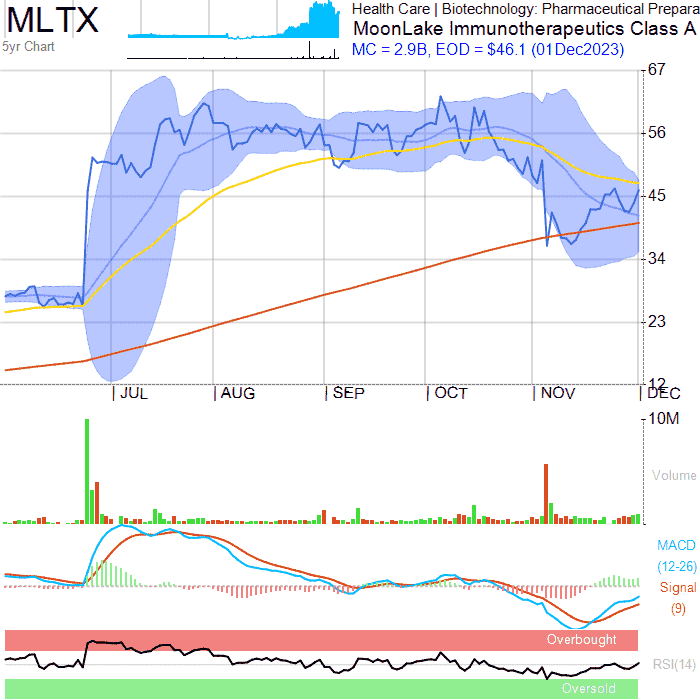 MLTX
5yr Chart
Health Care | Biotechnology: Pharmaceutical Prepara
MoonLake Immunotherapeutics Class A
MC = 2.9B, EOD = $46.1 (01Dec2023)
67
56
45
34
23
12
JUL
AUG
SEP
OCT
NOV
DEC
10M
Volume
MACD
(12-26)
Signal
(9)
Overbought
RSI(14)
Oversold